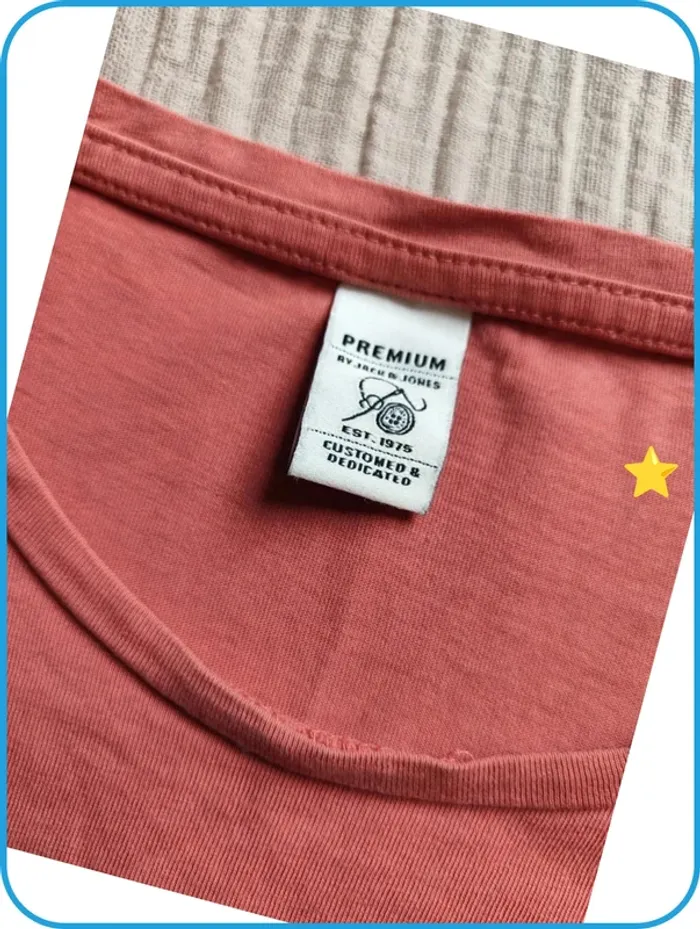 PREMIUM
BY JACK & JONES
EST. 1975
CUSTOMED &
DEDICATED